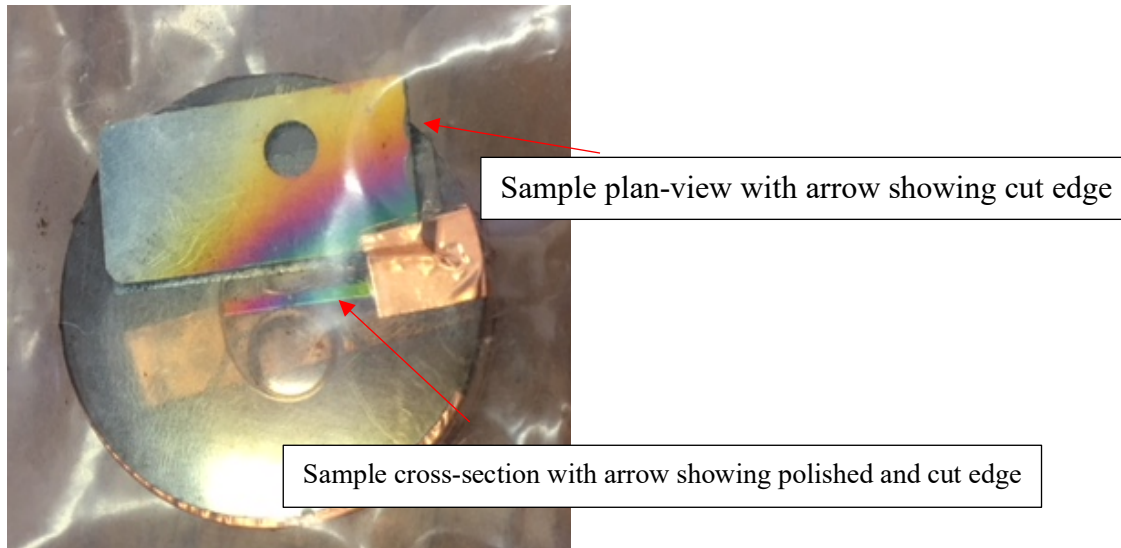 Sample plan-view with arrow showing cut edge
Sample cross-section with arrow showing polished and cut edge